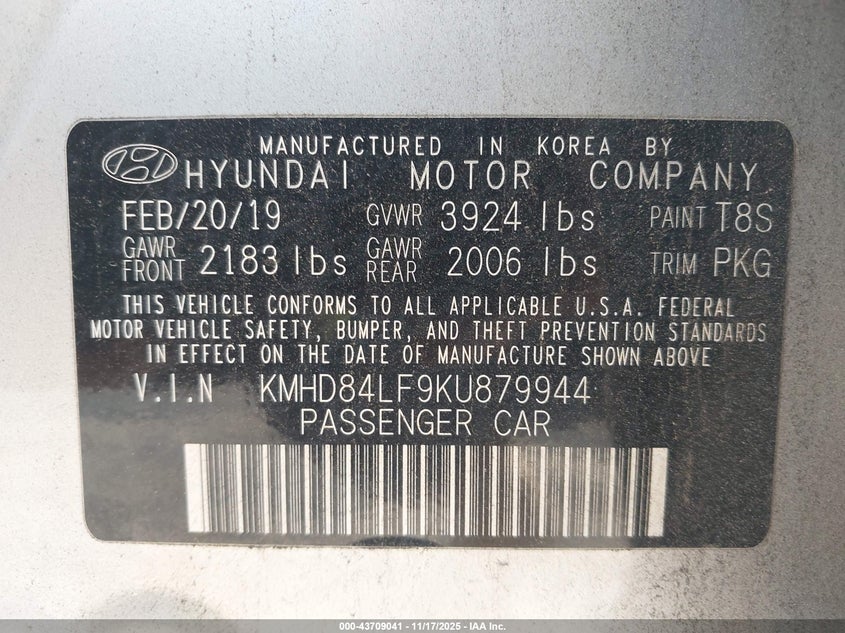 MANUFACTURED IN KOREA BY
HYUNDAI MOTOR COMPANY
FEB/20/19 GVWR 3924 lbs PAINT T8S
GAWR FRONT 2183 lbs GAWR REAR 2006 lbs TRIM PKG
THIS VEHICLE CONFORMS TO ALL APPLICABLE U.S.A. FEDERAL
MOTOR VEHICLE SAFETY, BUMPER, AND THEFT PREVENTION STANDARDS
IN EFFECT ON THE DATE OF MANUFACTURE SHOWN ABOVE
V.I.N KMHD84LF9KU879944
PASSENGER CAR
000-43709041 - 11/17/2025 - IAA Inc.